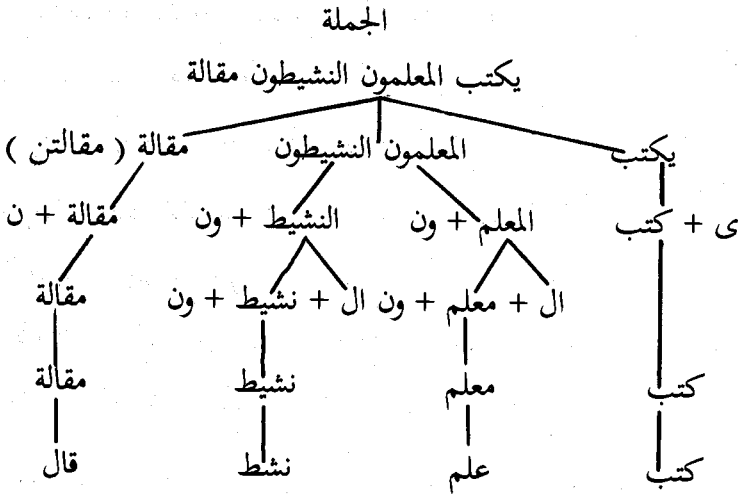 الجملة
يكتب المعلمون النشيطون مقالة
يكتب المعلمون النشيطون مقالة ( مقالتن )
ى + كتب المعلم + ون النشيط + ون مقالة + ن
ال + معلم + ون ال + نشيط + ون مقالة
كتب معلم نشيط مقالة
كتب علم نشط قال